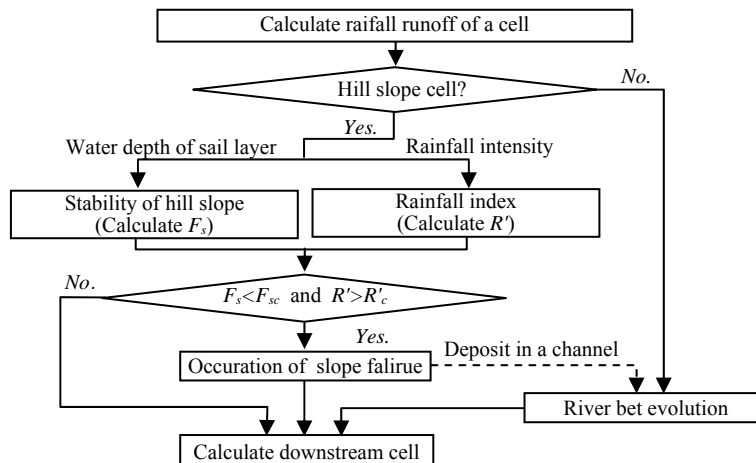 Calculate raifall runoff of a cell
Hill slope cell?
No.
Yes.
Water depth of sail layer
Rainfall intensity
Stability of hill slope
(Calculate Fs)
Rainfall index
(Calculate R')
No.
Fs<Fsc and R'>R'c
Yes.
Deposit in a channel
Occuration of slope falirue
River bet evolution
Calculate downstream cell